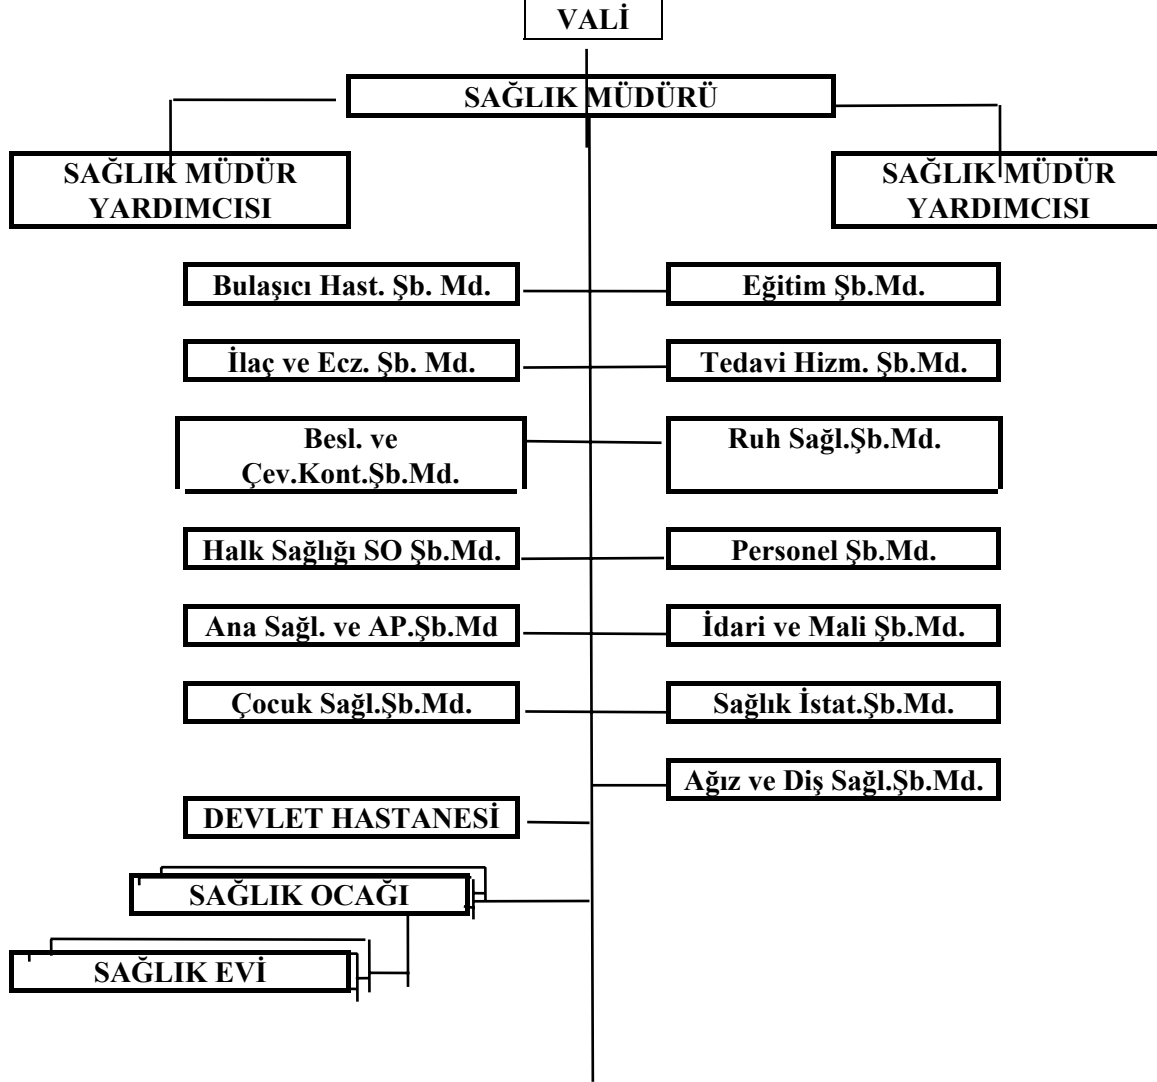 VALİ
SAĞLIK MÜDÜRÜ
SAĞLIK MÜDÜR
YARDIMCISI
SAĞLIK MÜDÜR
YARDIMCISI
Bulaşıcı Hast. Şb. Md.
Eğitim Şb.Md.
İlaç ve Ecz. Şb. Md.
Tedavi Hizm. Şb.Md.
Besl. ve
Çev.Kont.Şb.Md.
Ruh Sağl.Şb.Md.
Halk Sağlığı SO Şb.Md.
Personel Şb.Md.
Ana Sağl. ve AP.Şb.Md
İdari ve Mali Şb.Md.
Çocuk Sağl.Şb.Md.
Sağlık İstat.Şb.Md.
Ağız ve Diş Sağl.Şb.Md.
DEVLET HASTANESİ
SAĞLIK OCAĞI
SAĞLIK EVİ